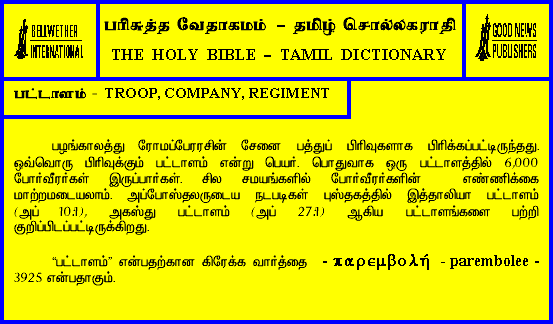 BELLWETHER
INTERNATIONAL
பரிசுத்த வேதாகமம் – தமிழ் சொல்லகராதி
THE HOLY BIBLE – TAMIL DICTIONARY
GOOD NEWS
PUBLISHERS
பட்டாளம் - TROOP, COMPANY, REGIMENT
பழங்காலத்து ரோமப்பேரரசின் சேனை பத்துப் பிரிவுகளாக பிரிக்கப்பட்டிருந்தது.
ஒவ்வொரு பிரிவுக்கும் பட்டாளம் என்று பெயர். பொதுவாக ஒரு பட்டாளத்தில் 6,000
போர்வீரர்கள் இருப்பார்கள். சில சமயங்களில் போர்வீரர்களின் எண்ணிக்கை
மாற்றமடையலாம். அப்போஸ்தலருடைய நடபடிகள் புஸ்தகத்தில் இத்தாலியா பட்டாளம்
(அப் 10:1), அகஸ்து பட்டாளம் (அப் 27:1) ஆகிய பட்டாளங்களை பற்றி
குறிப்பிடப்பட்டிருக்கிறது.
“பட்டாளம்” என்பதற்கான கிரேக்க வார்த்தை - παρεμβολή - parembolee -
3925 என்பதாகும்.